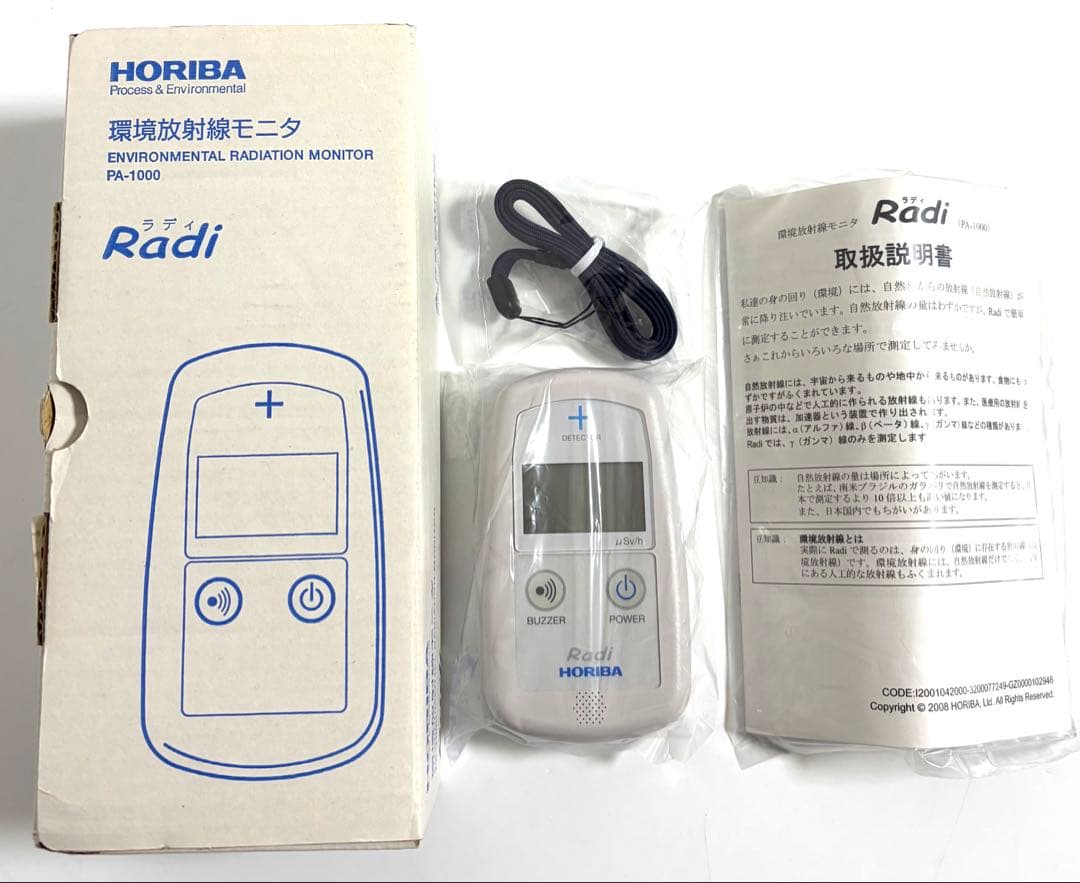 HORIBA
Process & Environmental
環境放射線モニタ
ENVIRONMENTAL RADIATION MONITOR
PA-1000
ラディ
Radi
DETECTOR
μSv/h
BUZZER
POWER
Radi
HORIBA
ラディ
環境放射線モニタ Radi (PA-1000)
取扱説明書
私達の身の回り（環境）には、自然からの放射線（自然放射線）が
常に降り注いでいます。自然放射線の量はわずかですが、Radiで簡単
に測定することができます。
さぁこれからいろいろな場所で測定してみませんか。
自然放射線には、宇宙から来るものや地中から来るものがあります。食物にもわ
ずかですがふくまれています。
原子炉の中などで人工的に作られる放射線もあります。また、医療用の放射線を
出す物質は、加速器という装置で作り出されます。
放射線には、α（アルファ）線、β（ベータ）線、γ（ガンマ）線などの種類があります。
Radiでは、γ（ガンマ）線のみを測定します
豆知識： 自然放射線の量は場所によってちがいます。
たとえば、南米ブラジルのガラパリで自然放射線を測定すると、日
本で測定するより10倍以上も高い値になります。
また、日本国内でもちがいがあります。
豆知識： 環境放射線とは
実際にRadiで測るのは、身の回り（環境）に存在する放射線（環
境放射線）です。環境放射線には、自然放射線だけでなく、
にある人工的な放射線もふくまれます。
CODE:I2001042000-3200077249-GZ0000102946
Copyright © 2008 HORIBA, Ltd. All Rights Reserved.